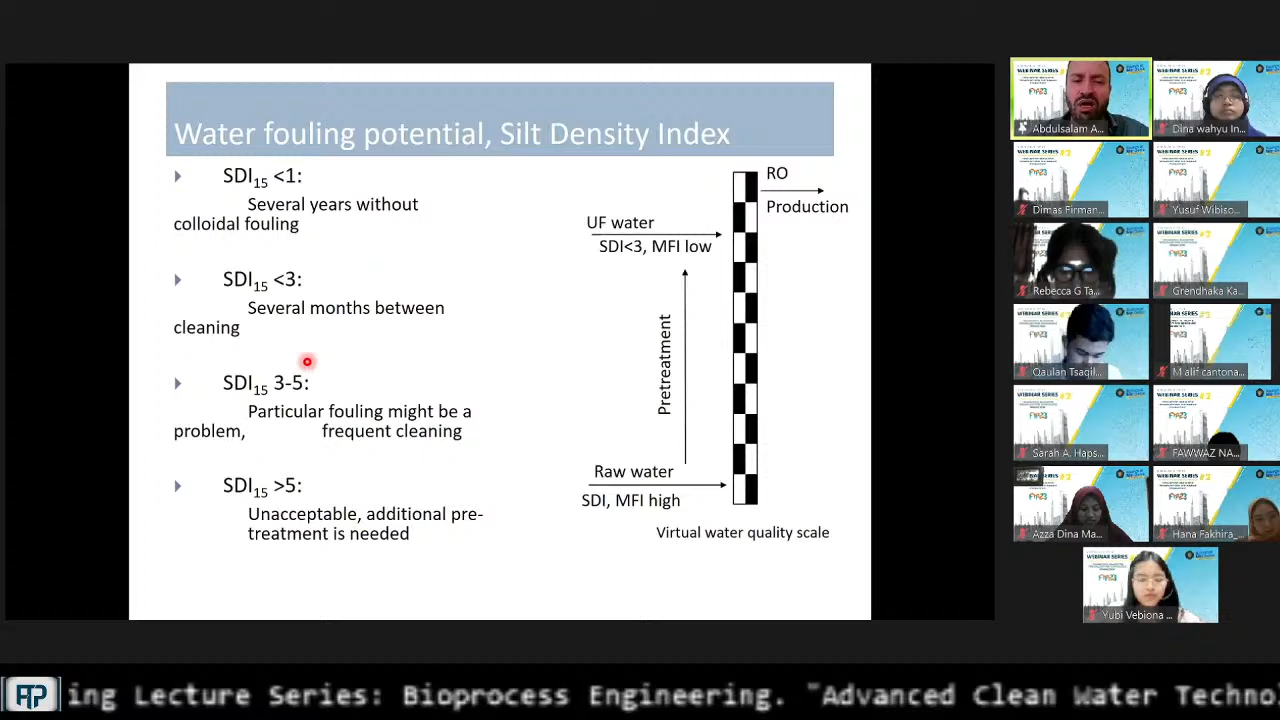 Water fouling potential, Silt Density Index
SDI15 <1:
Several years without
colloidal fouling
SDI15 <3:
Several months between
cleaning
SDI15 3-5:
Particular fouling might be a
problem, frequent cleaning
SDI15 >5:
Unacceptable, additional pre-
treatment is needed
RO
Production
UF water
SDI<3, MFI low
Pretreatment
Raw water
SDI, MFI high
Virtual water quality scale
WEBINAR SERIES
Abdulsalam A...
Dina wahyu In...
Dimas Firman...
Yusuf Wibiso...
Rebecca G Ta...
Grendhaka Ka...
Qaulan Tsaqil...
M alif cantona...
Sarah A. Haps...
FAWWAZ NA...
Azza Dina Ma...
Hana Fakhira_...
Yubi Vebiona ...
ing Lecture Series: Bioprocess Engineering. "Advanced Clean Water Techno